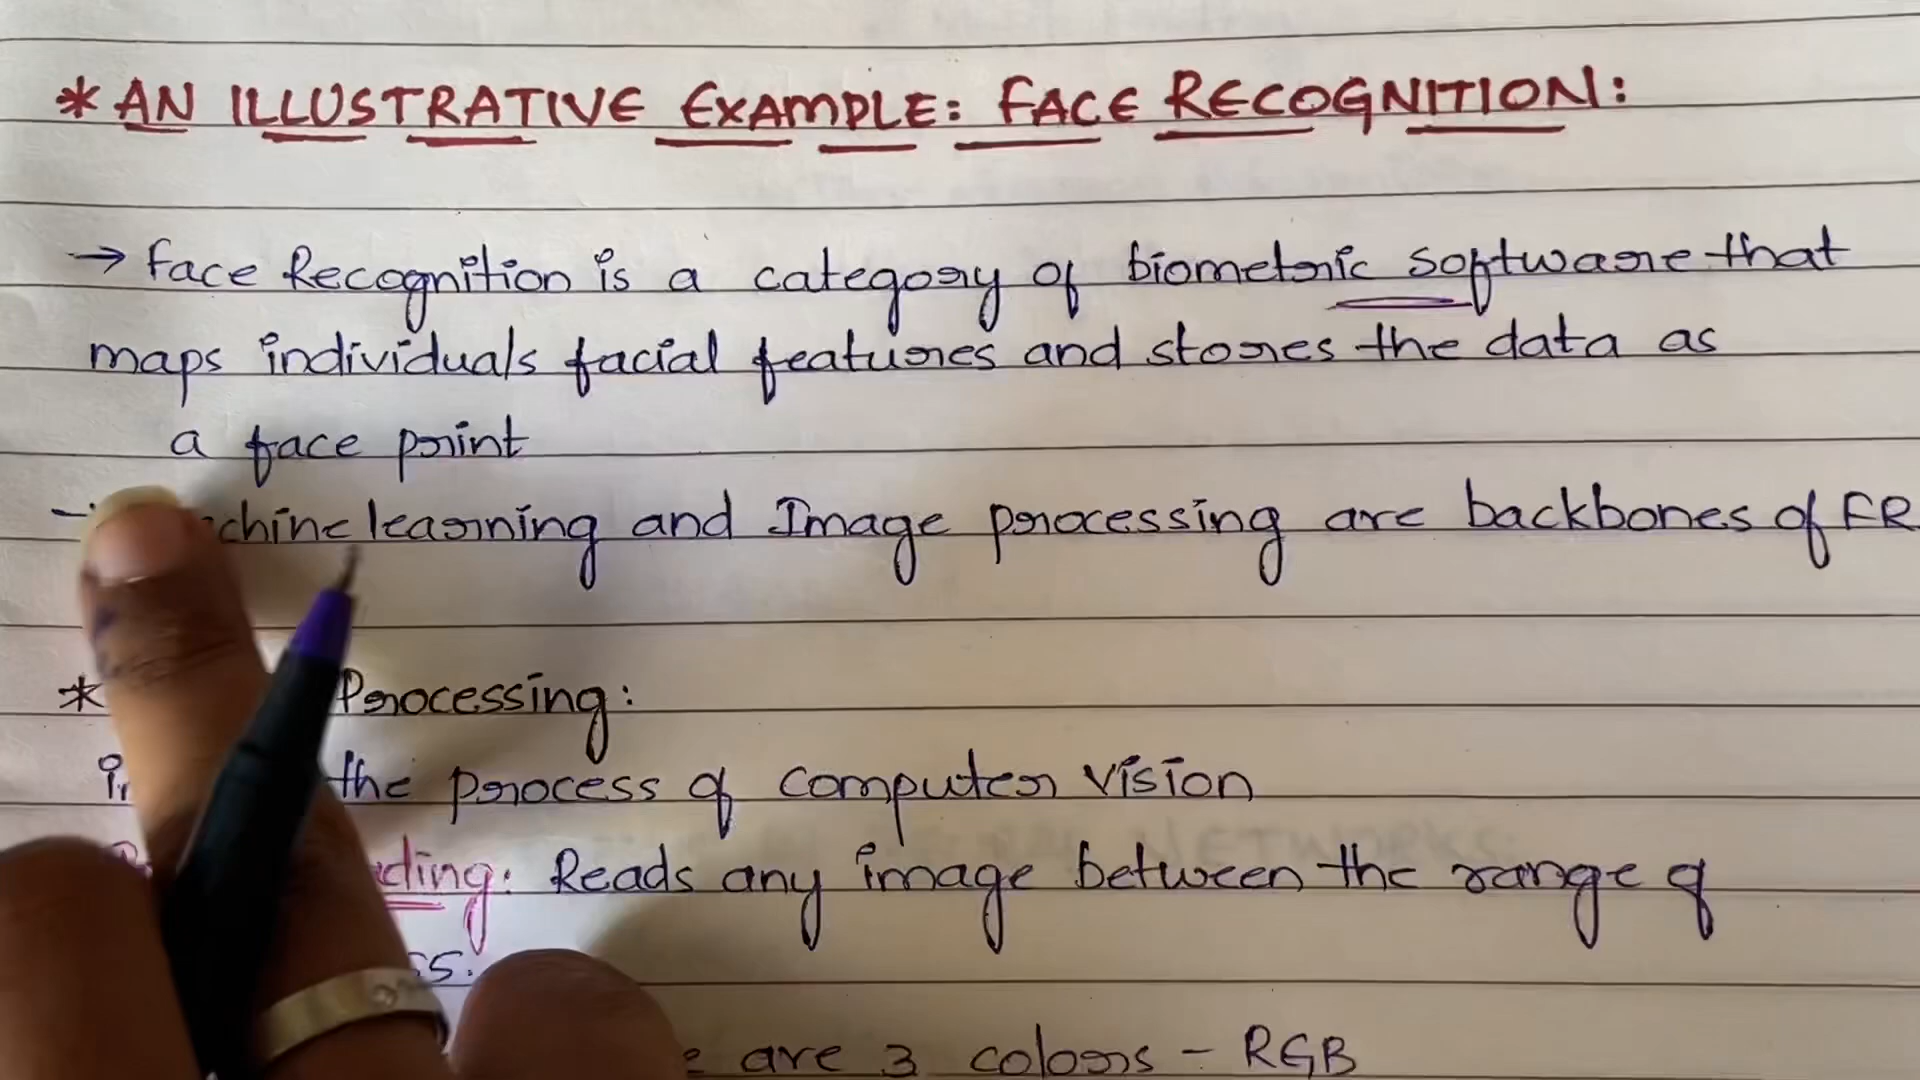 * AN ILLUSTRATIVE EXAMPLE: FACE RECOGNITION:
→ Face Recognition is a category of biometric software that
maps individuals facial features and stores the data as
a face print
learning and Image processing are backbones of FR
* Processing:
the process of computer vision
Reads any image between the range of
are 3 colors - RGB